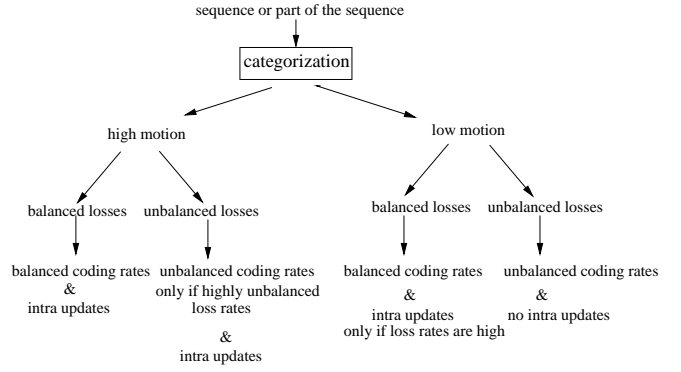 sequence or part of the sequence
categorization
high motion
low motion
balanced losses
unbalanced losses
balanced losses
unbalanced losses
balanced coding rates
&
intra updates
unbalanced coding rates
only if highly unbalanced
loss rates
&
intra updates
balanced coding rates
&
intra updates
only if loss rates are high
unbalanced coding rates
&
no intra updates